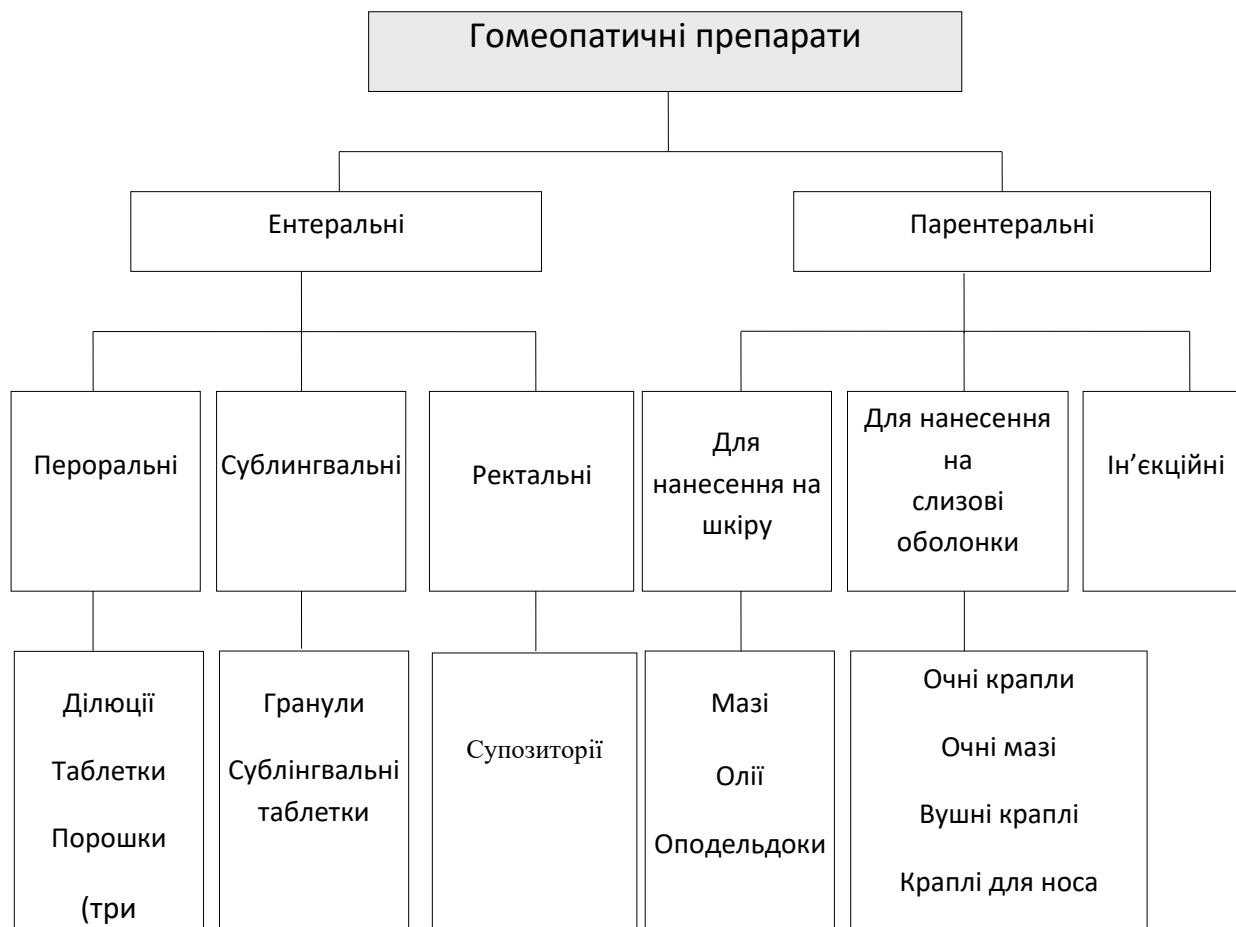 Гомеопатичні препарати
Ентеральні
Парентеральні
Пероральні
Сублингвальні
Ректальні
Для
нанесення на
шкіру
Для нанесення
на
слизові
оболонки
Ін’єкційні
Ділюції
Таблетки
Порошки
(три
Гранули
Сублінгвальні
таблетки
Супозиторії
Мазі
Олії
Оподельдоки
Очні крапли
Очні мазі
Вушні краплі
Краплі для носа